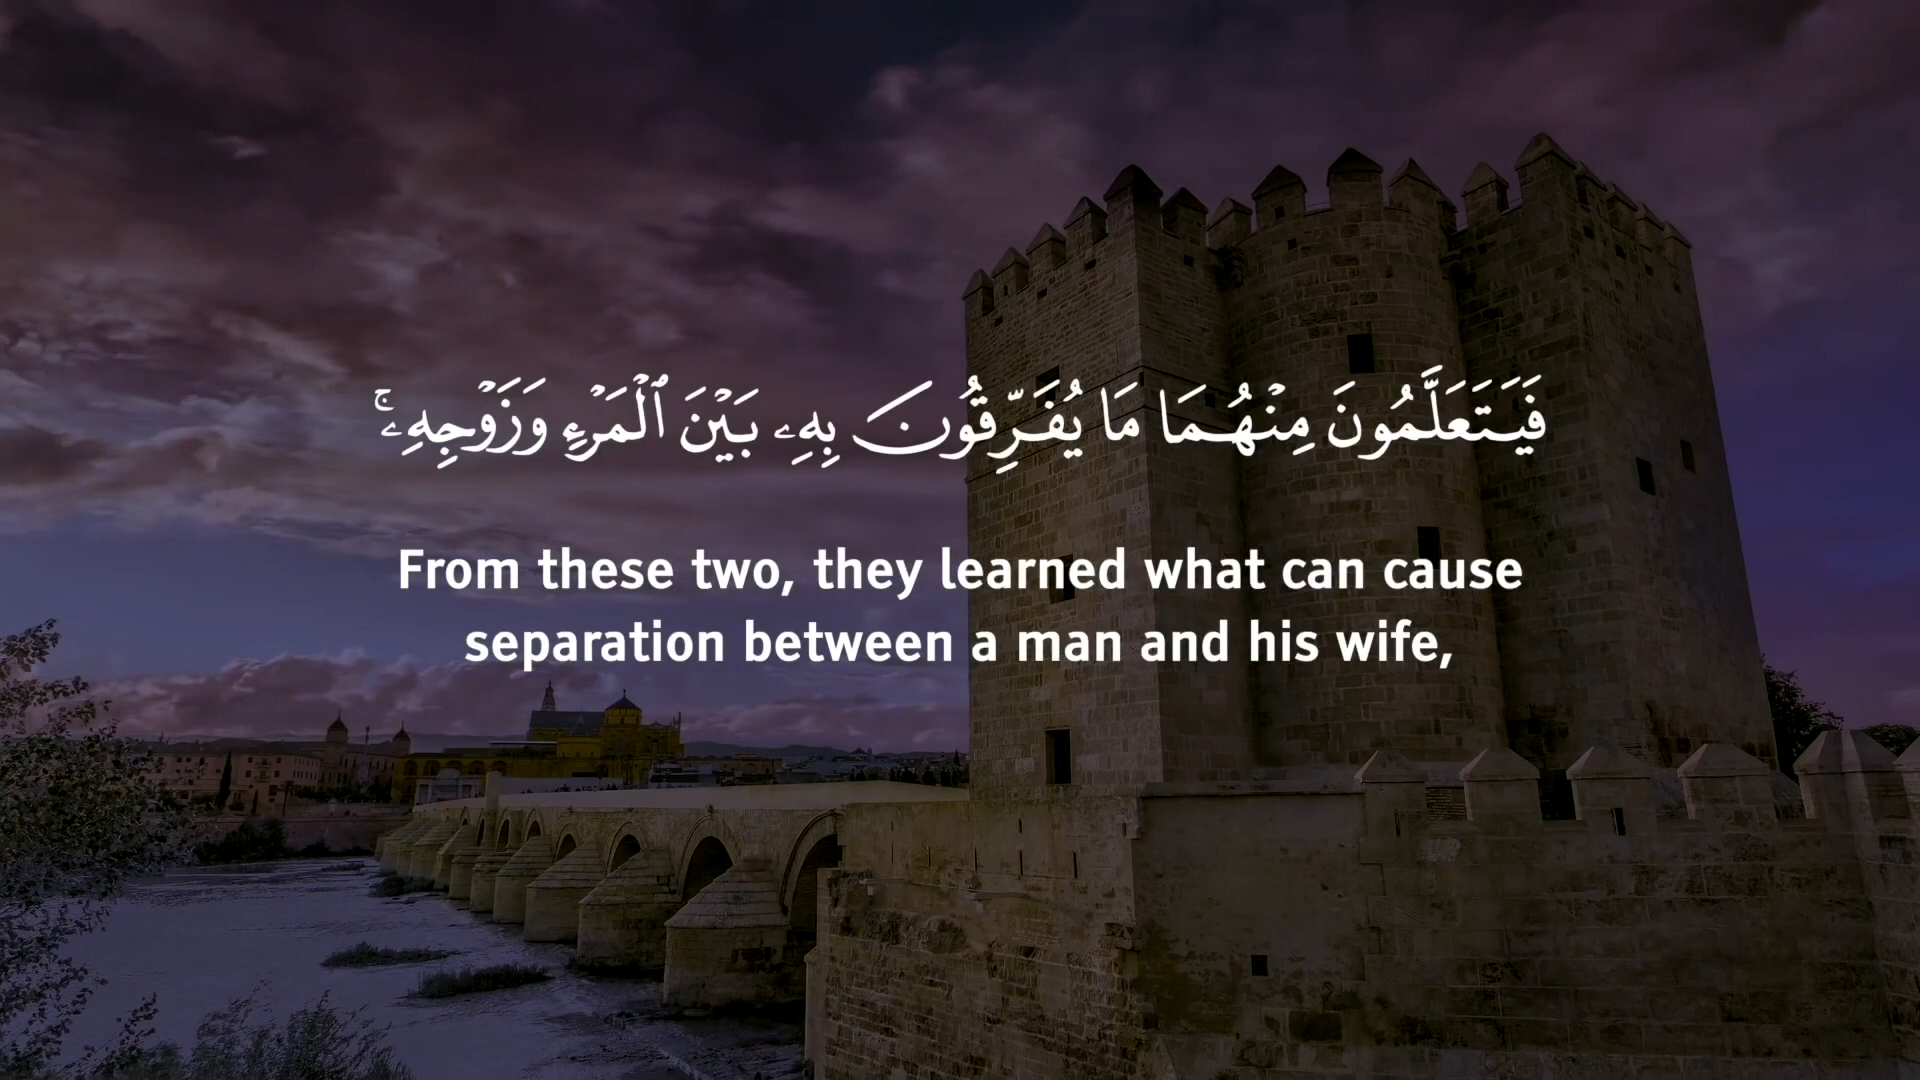 فَيَتَعَلَّمُونَ مِنْهُمَا مَا يُفَرِّقُونَ بِهِۦ بَيْنَ ٱلْمَرْءِ وَزَوْجِهِۦۚ
From these two, they learned what can cause
separation between a man and his wife,